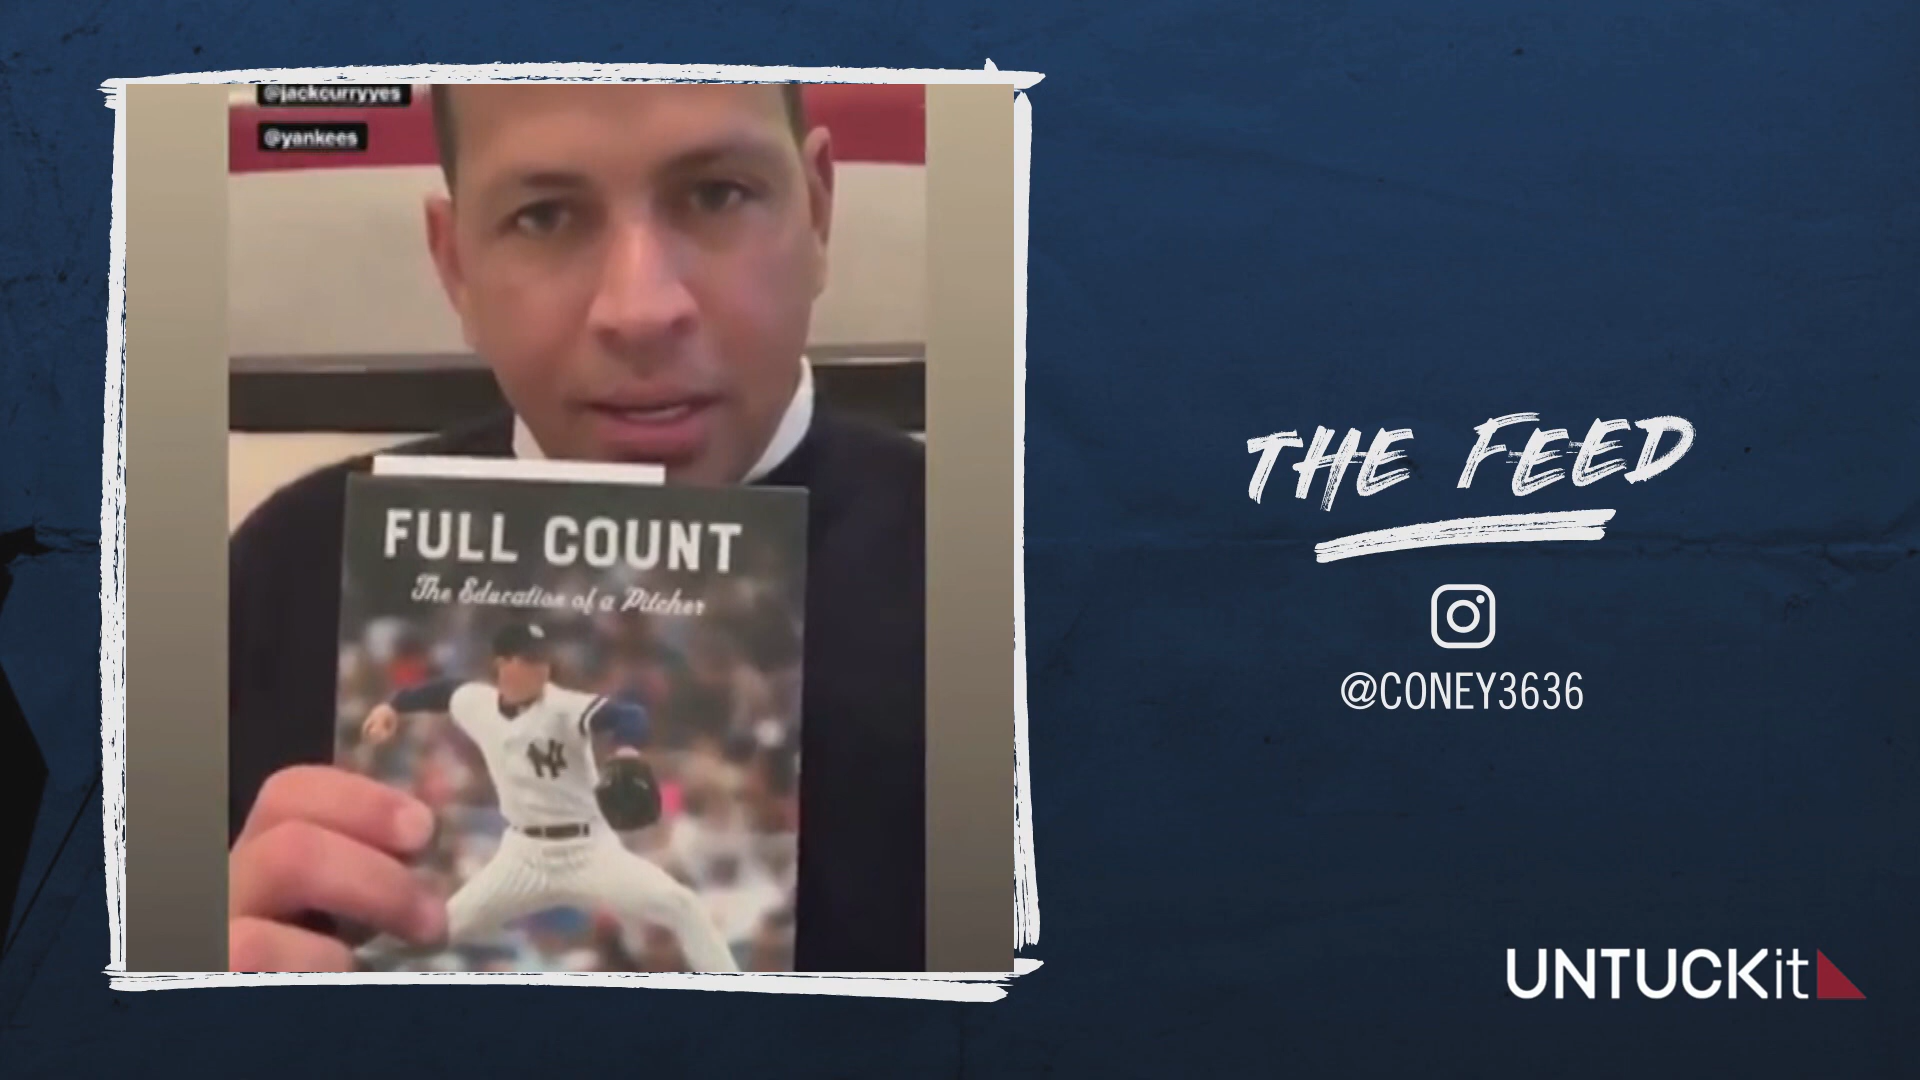 @jackcurryyes
@yankees
FULL COUNT
The Education of a Pitcher
NY
THE FEED
@CONEY3636
UNTUCKit